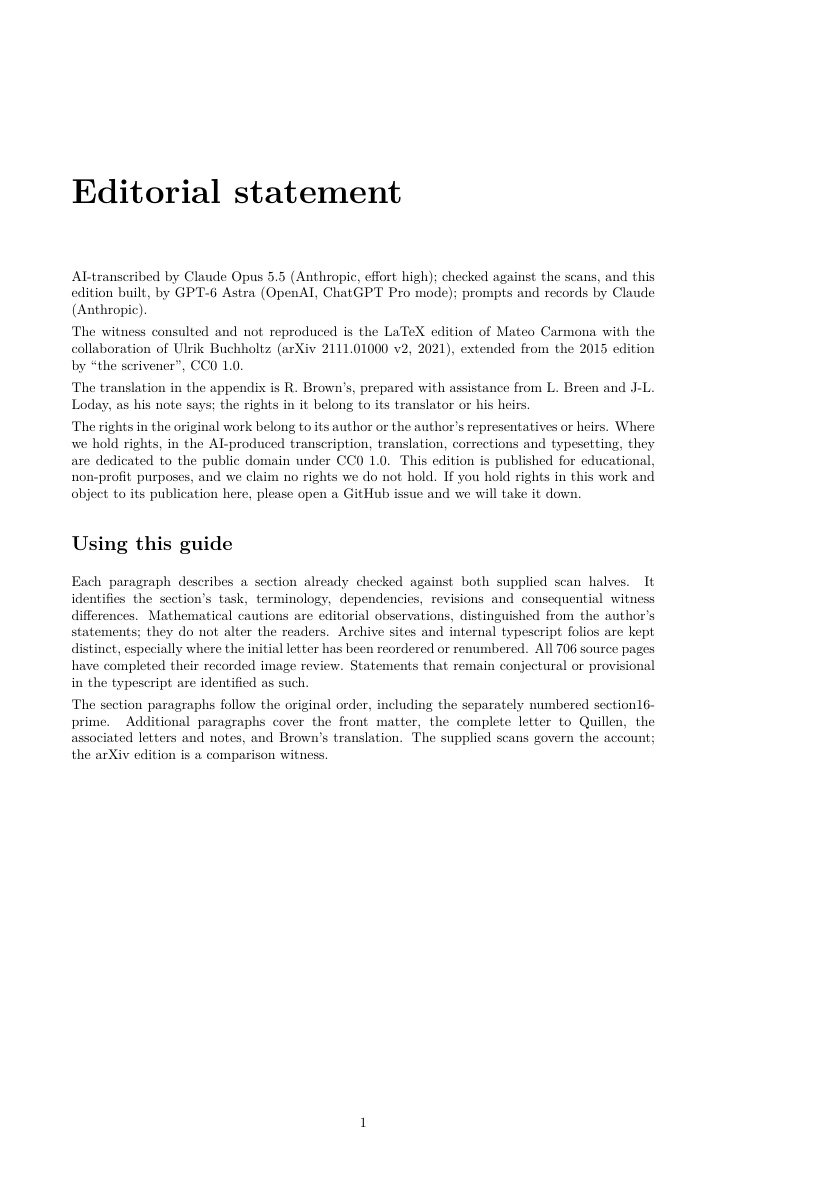 Editorial statement
AI-transcribed by Claude Opus 5.5 (Anthropic, effort high); checked against the scans, and this
edition built, by GPT-6 Astra (OpenAI, ChatGPT Pro mode); prompts and records by Claude
(Anthropic).
The witness consulted and not reproduced is the LaTeX edition of Mateo Carmona with the
collaboration of Ulrik Buchholtz (arXiv 2111.01000 v2, 2021), extended from the 2015 edition
by “the scrivener”, CC0 1.0.
The translation in the appendix is R. Brown’s, prepared with assistance from L. Breen and J-L.
Loday, as his note says; the rights in it belong to its translator or his heirs.
The rights in the original work belong to its author or the author’s representatives or heirs. Where
we hold rights, in the AI-produced transcription, translation, corrections and typesetting, they
are dedicated to the public domain under CC0 1.0. This edition is published for educational,
non-profit purposes, and we claim no rights we do not hold. If you hold rights in this work and
object to its publication here, please open a GitHub issue and we will take it down.
Using this guide
Each paragraph describes a section already checked against both supplied scan halves. It
identifies the section’s task, terminology, dependencies, revisions and consequential witness
differences. Mathematical cautions are editorial observations, distinguished from the author’s
statements; they do not alter the readers. Archive sites and internal typescript folios are kept
distinct, especially where the initial letter has been reordered or renumbered. All 706 source pages
have completed their recorded image review. Statements that remain conjectural or provisional
in the typescript are identified as such.
The section paragraphs follow the original order, including the separately numbered section16-
prime. Additional paragraphs cover the front matter, the complete letter to Quillen, the
associated letters and notes, and Brown’s translation. The supplied scans govern the account;
the arXiv edition is a comparison witness.
1